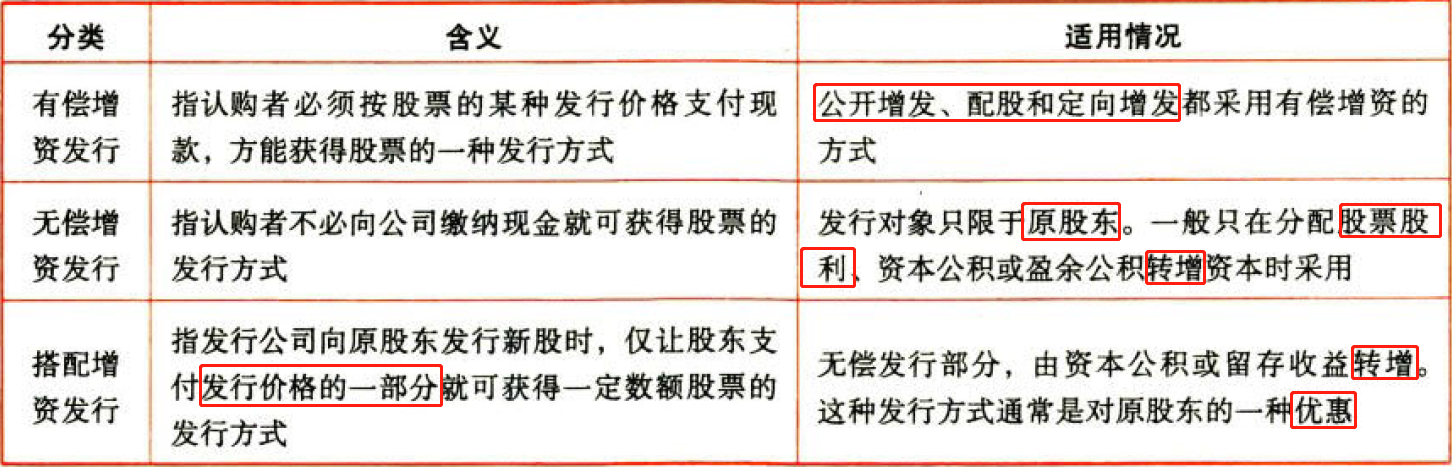 分类
含义
适用情况
有偿增
资发行
指认购者必须按股票的某种发行价格支付现
款，方能获得股票的一种发行方式
公开增发、配股和定向增发都采用有偿增资的
方式
无偿增
资发行
指认购者不必向公司缴纳现金就可获得股票的
发行方式
发行对象只限于原股东。一般只在分配股票股
利、资本公积或盈余公积转增资本时采用
搭配增
资发行
指发行公司向原股东发行新股时，仅让股东支
付发行价格的一部分就可获得一定数额股票的
发行方式
无偿发行部分，由资本公积或留存收益转增。
这种发行方式通常是对原股东的一种优惠